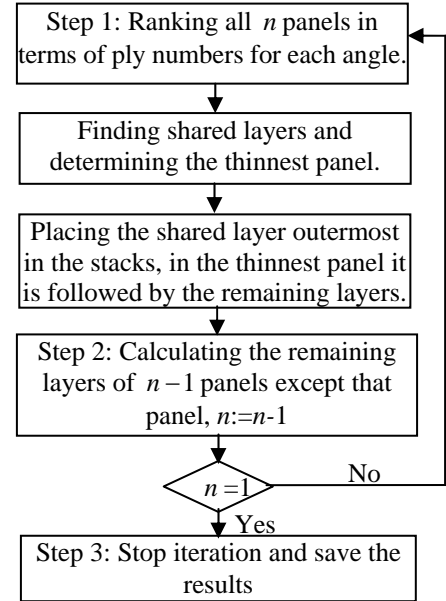 Step 1: Ranking all n panels in
terms of ply numbers for each angle.
Finding shared layers and
determining the thinnest panel.
Placing the shared layer outermost
in the stacks, in the thinnest panel it
is followed by the remaining layers.
Step 2: Calculating the remaining
layers of n−1 panels except that
panel, n:=n-1
No
n=1
Yes
Step 3: Stop iteration and save the
results